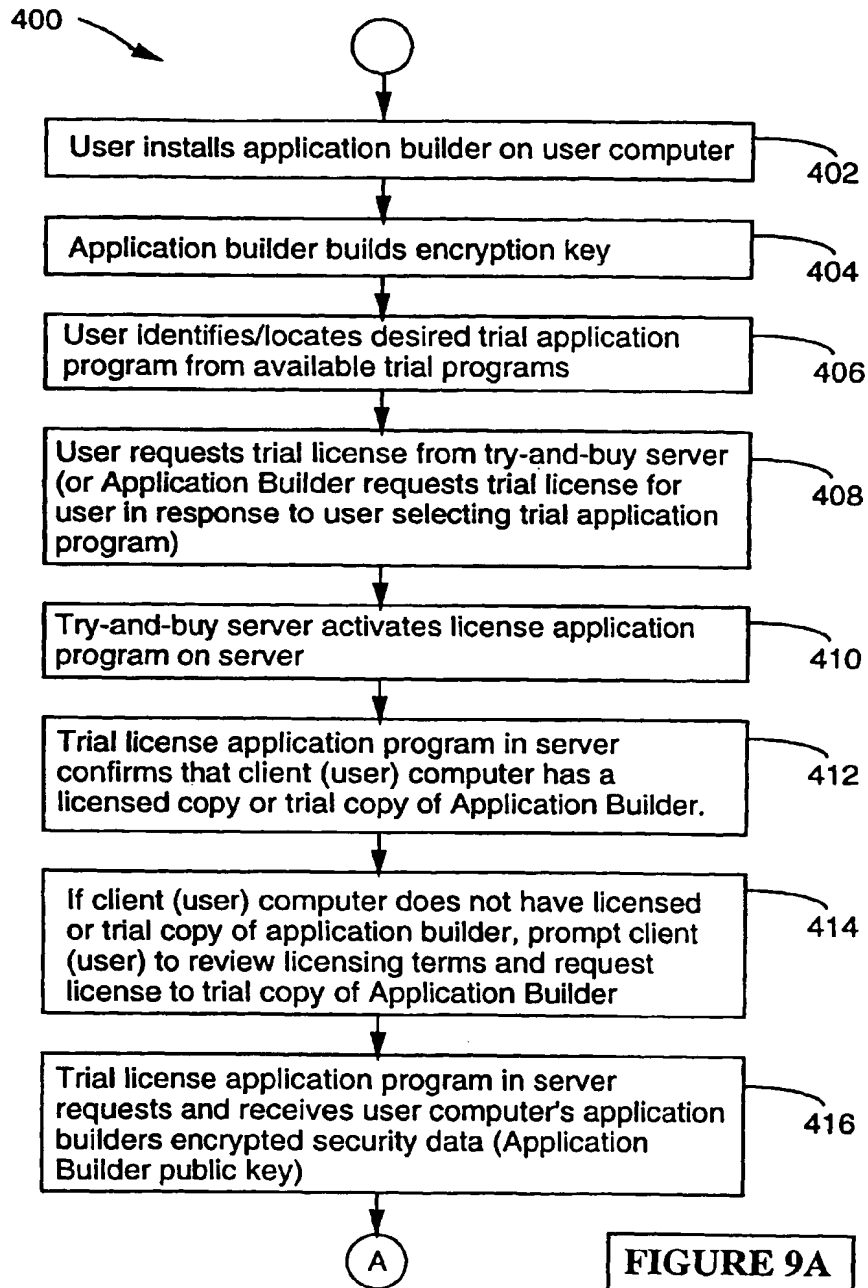 400
User installs application builder on user computer
402
Application builder builds encryption key
404
User identifies/locates desired trial application
program from available trial programs
406
User requests trial license from try-and-buy server
(or Application Builder requests trial license for
user in response to user selecting trial application
program)
408
Try-and-buy server activates license application
program on server
410
Trial license application program in server
confirms that client (user) computer has a
licensed copy or trial copy of Application Builder.
412
If client (user) computer does not have licensed
or trial copy of application builder, prompt client
(user) to review licensing terms and request
license to trial copy of Application Builder
414
Trial license application program in server
requests and receives user computer's application
builders encrypted security data (Application
Builder public key)
416
A
FIGURE 9A